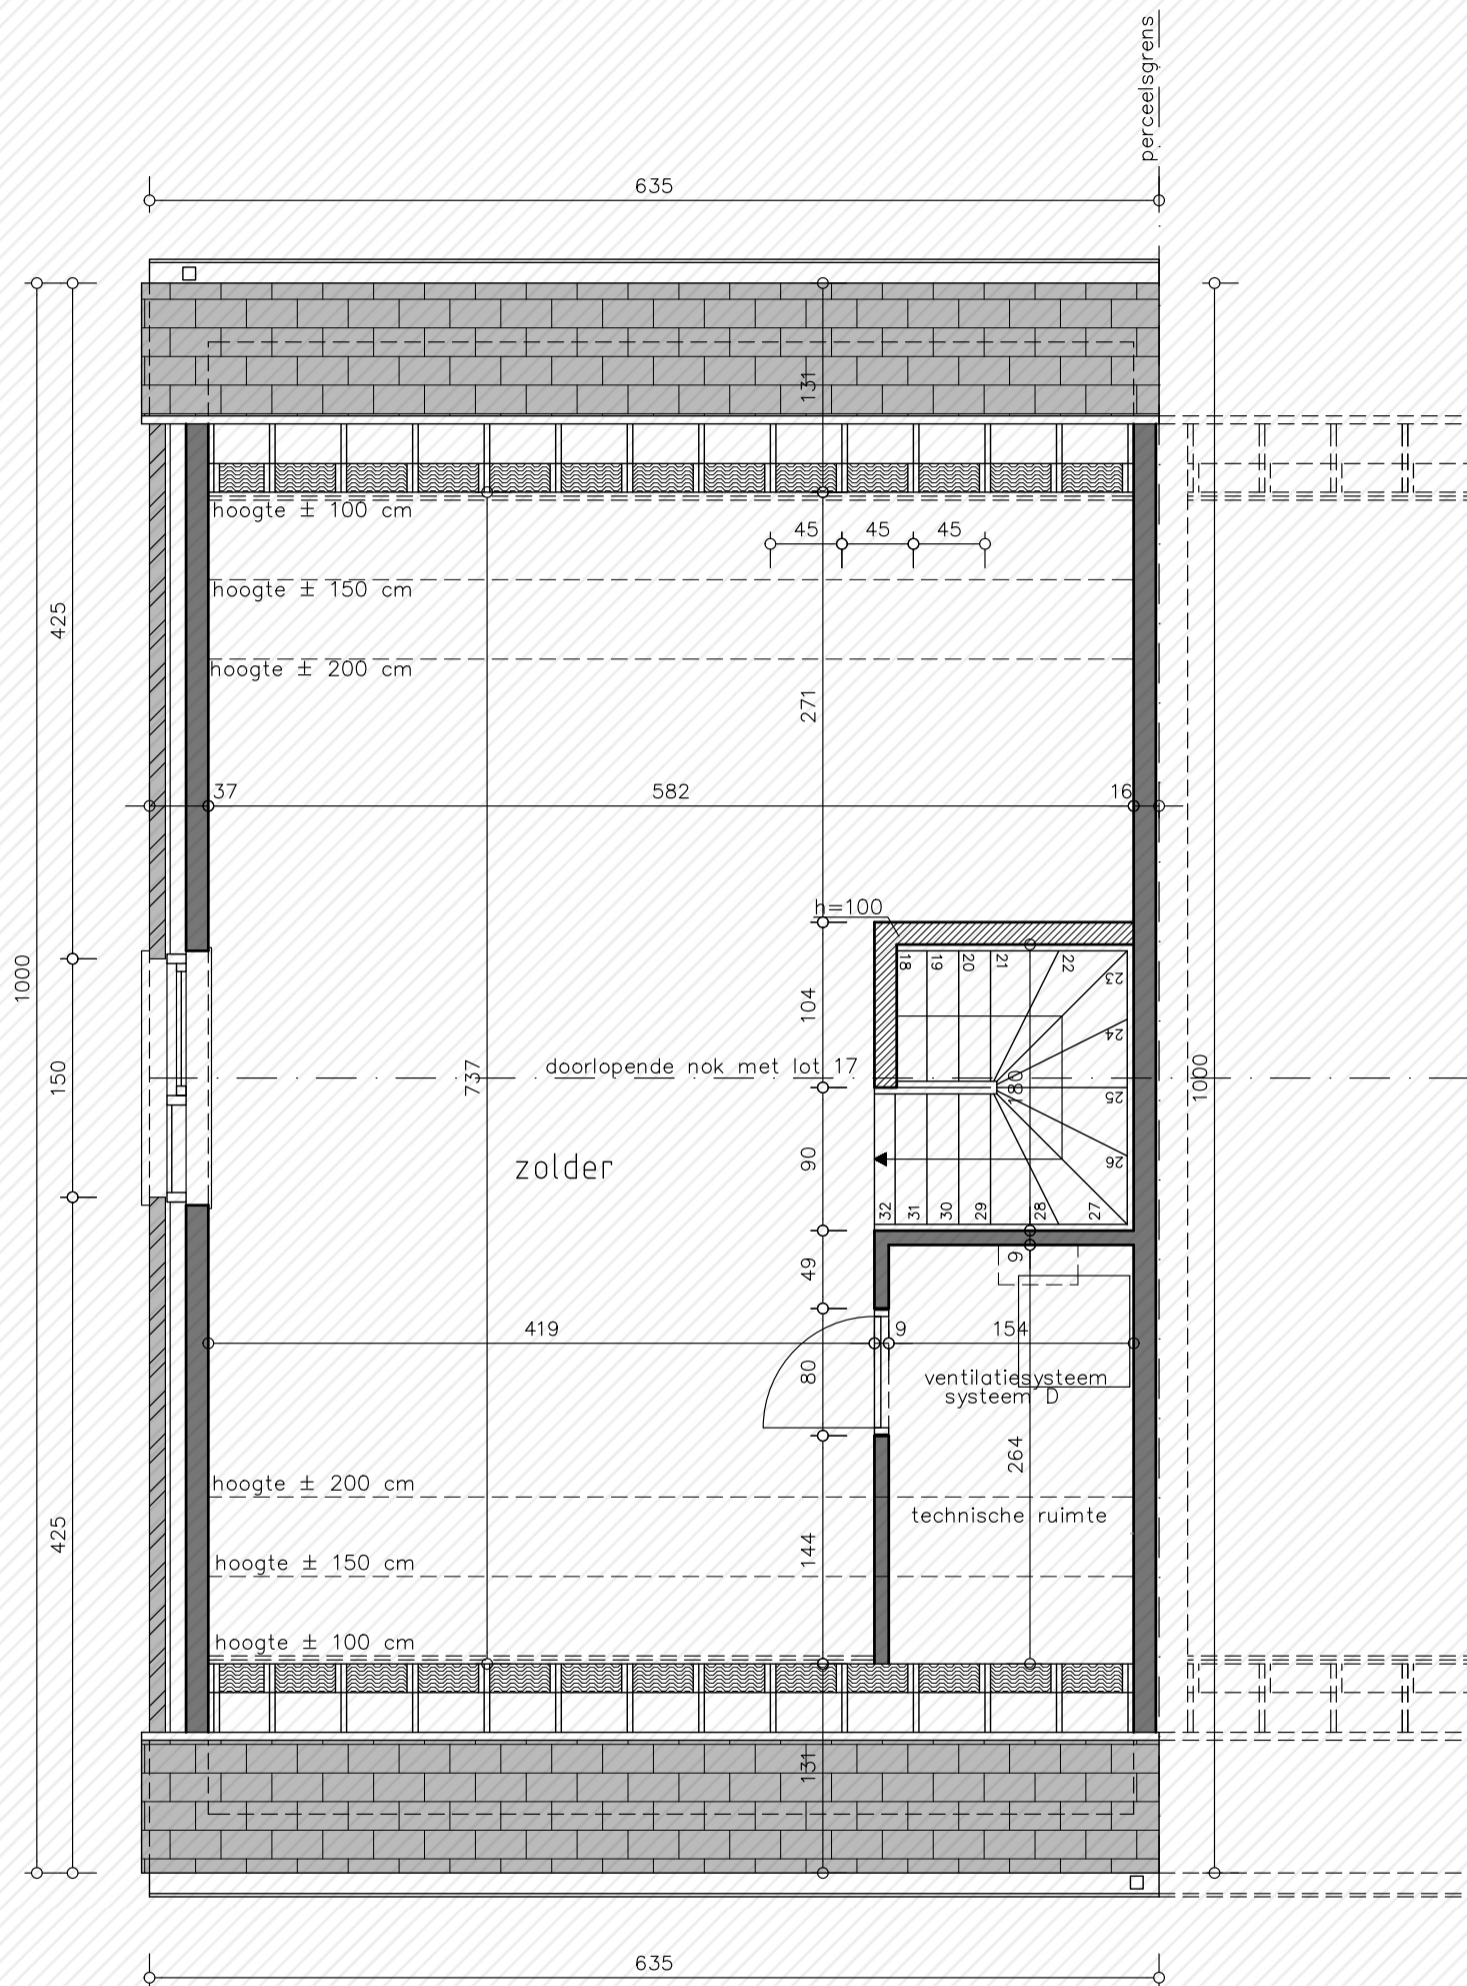 perceelsgrens
635
131
hoogte ± 100 cm
45 45 45
hoogte ± 150 cm
425
hoogte ± 200 cm
271
37 582 16
h=100
18 19 20 21 22 23
1000
104
24
150
737
doorlopende nok met lot 17
180
1000
25
zolder
90
26
32 31 30 29 28 27
49
9
419 9 154
80
ventilatiesysteem
systeem D
264
hoogte ± 200 cm
technische ruimte
425
144
hoogte ± 150 cm
hoogte ± 100 cm
131
635